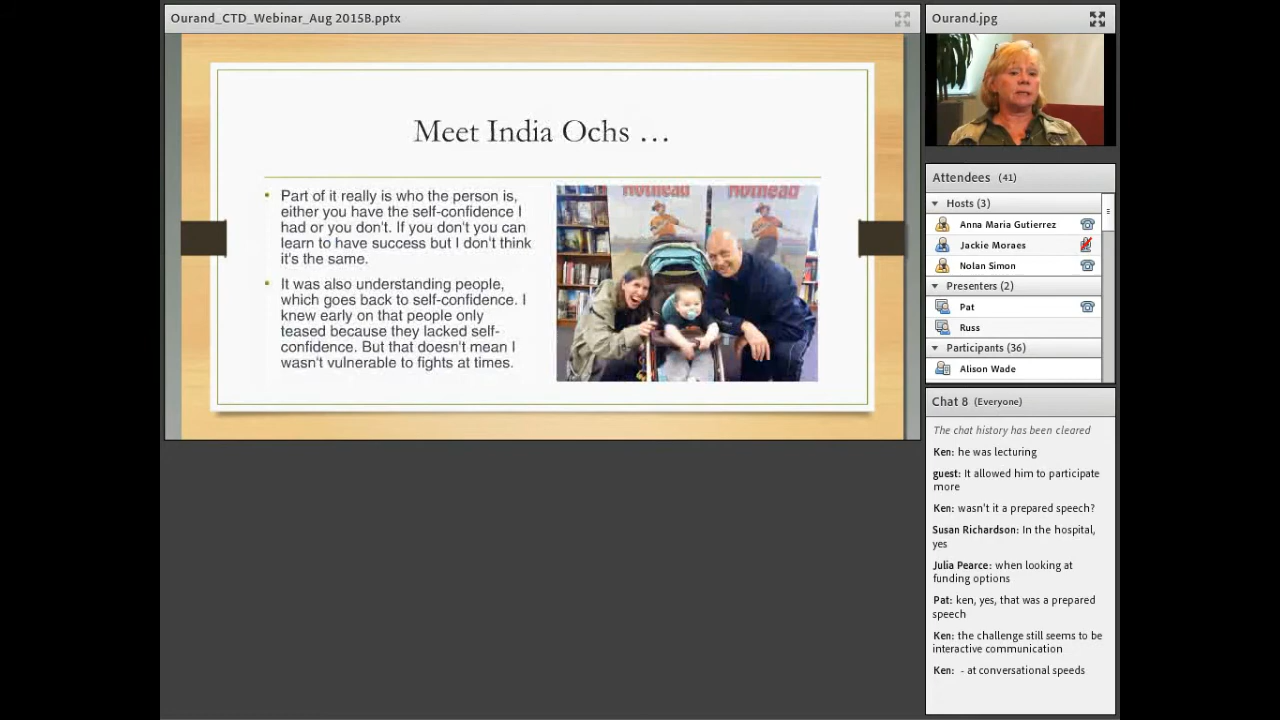 Ourand_CTD_Webinar_Aug 2015B.pptx
Meet India Ochs …
Part of it really is who the person is,
either you have the self-confidence I
had or you don't. If you don't you can
learn to have success but I don't think
it's the same.
It was also understanding people,
which goes back to self-confidence. I
knew early on that people only
teased because they lacked self-
confidence. But that doesn't mean I
wasn't vulnerable to fights at times.
Hothead
Hothead
Ourand.jpg
Attendees (41)
Hosts (3)
Anna Maria Gutierrez
Jackie Moraes
Nolan Simon
Presenters (2)
Pat
Russ
Participants (36)
Alison Wade
Chat 8 (Everyone)
The chat history has been cleared
Ken: he was lecturing
guest: It allowed him to participate
more
Ken: wasn't it a prepared speech?
Susan Richardson: In the hospital,
yes
Julia Pearce: when looking at
funding options
Pat: ken, yes, that was a prepared
speech
Ken: the challenge still seems to be
interactive communication
Ken: - at conversational speeds